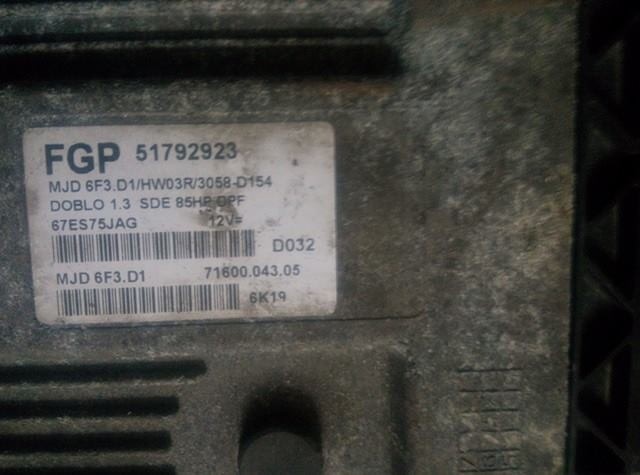 FGP 51792923
MJD 6F3.D1/HW03R/3058-D154
DOBLO 1.3 SDE 85HP DPF
67ES75JAG 12V=
D032
MJD 6F3.D1 71600.043.05
6K19